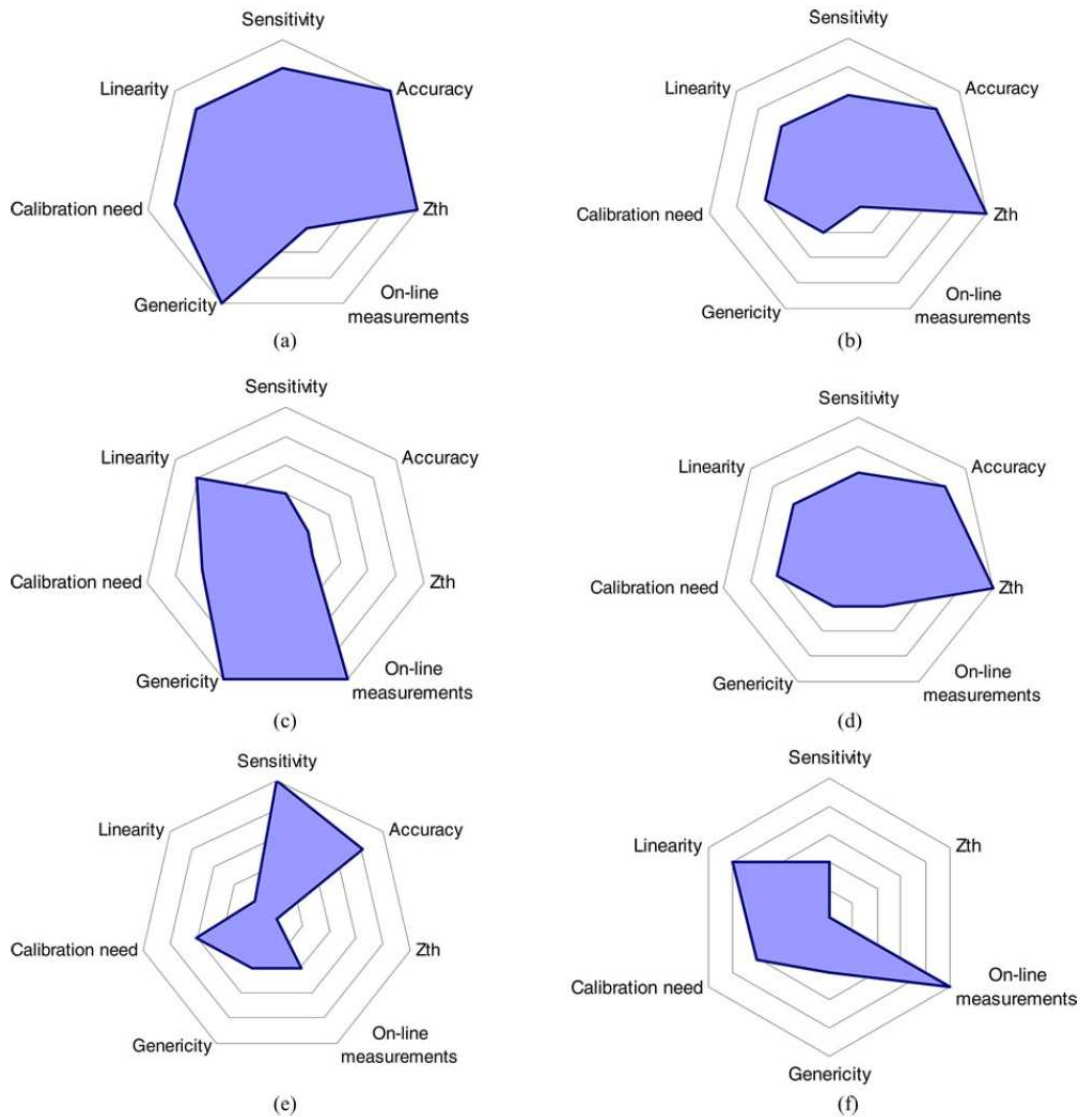 Sensitivity
Linearity
Accuracy
Calibration need
Zth
Genericity
On-line
measurements
(a)
Sensitivity
Linearity
Accuracy
Calibration need
Zth
Genericity
On-line
measurements
(b)
Sensitivity
Linearity
Accuracy
Calibration need
Zth
Genericity
On-line
measurements
(c)
Sensitivity
Linearity
Accuracy
Calibration need
Zth
Genericity
On-line
measurements
(d)
Sensitivity
Linearity
Accuracy
Calibration need
Zth
Genericity
On-line
measurements
(e)
Sensitivity
Linearity
Zth
Calibration need
On-line
measurements
Genericity
(f)